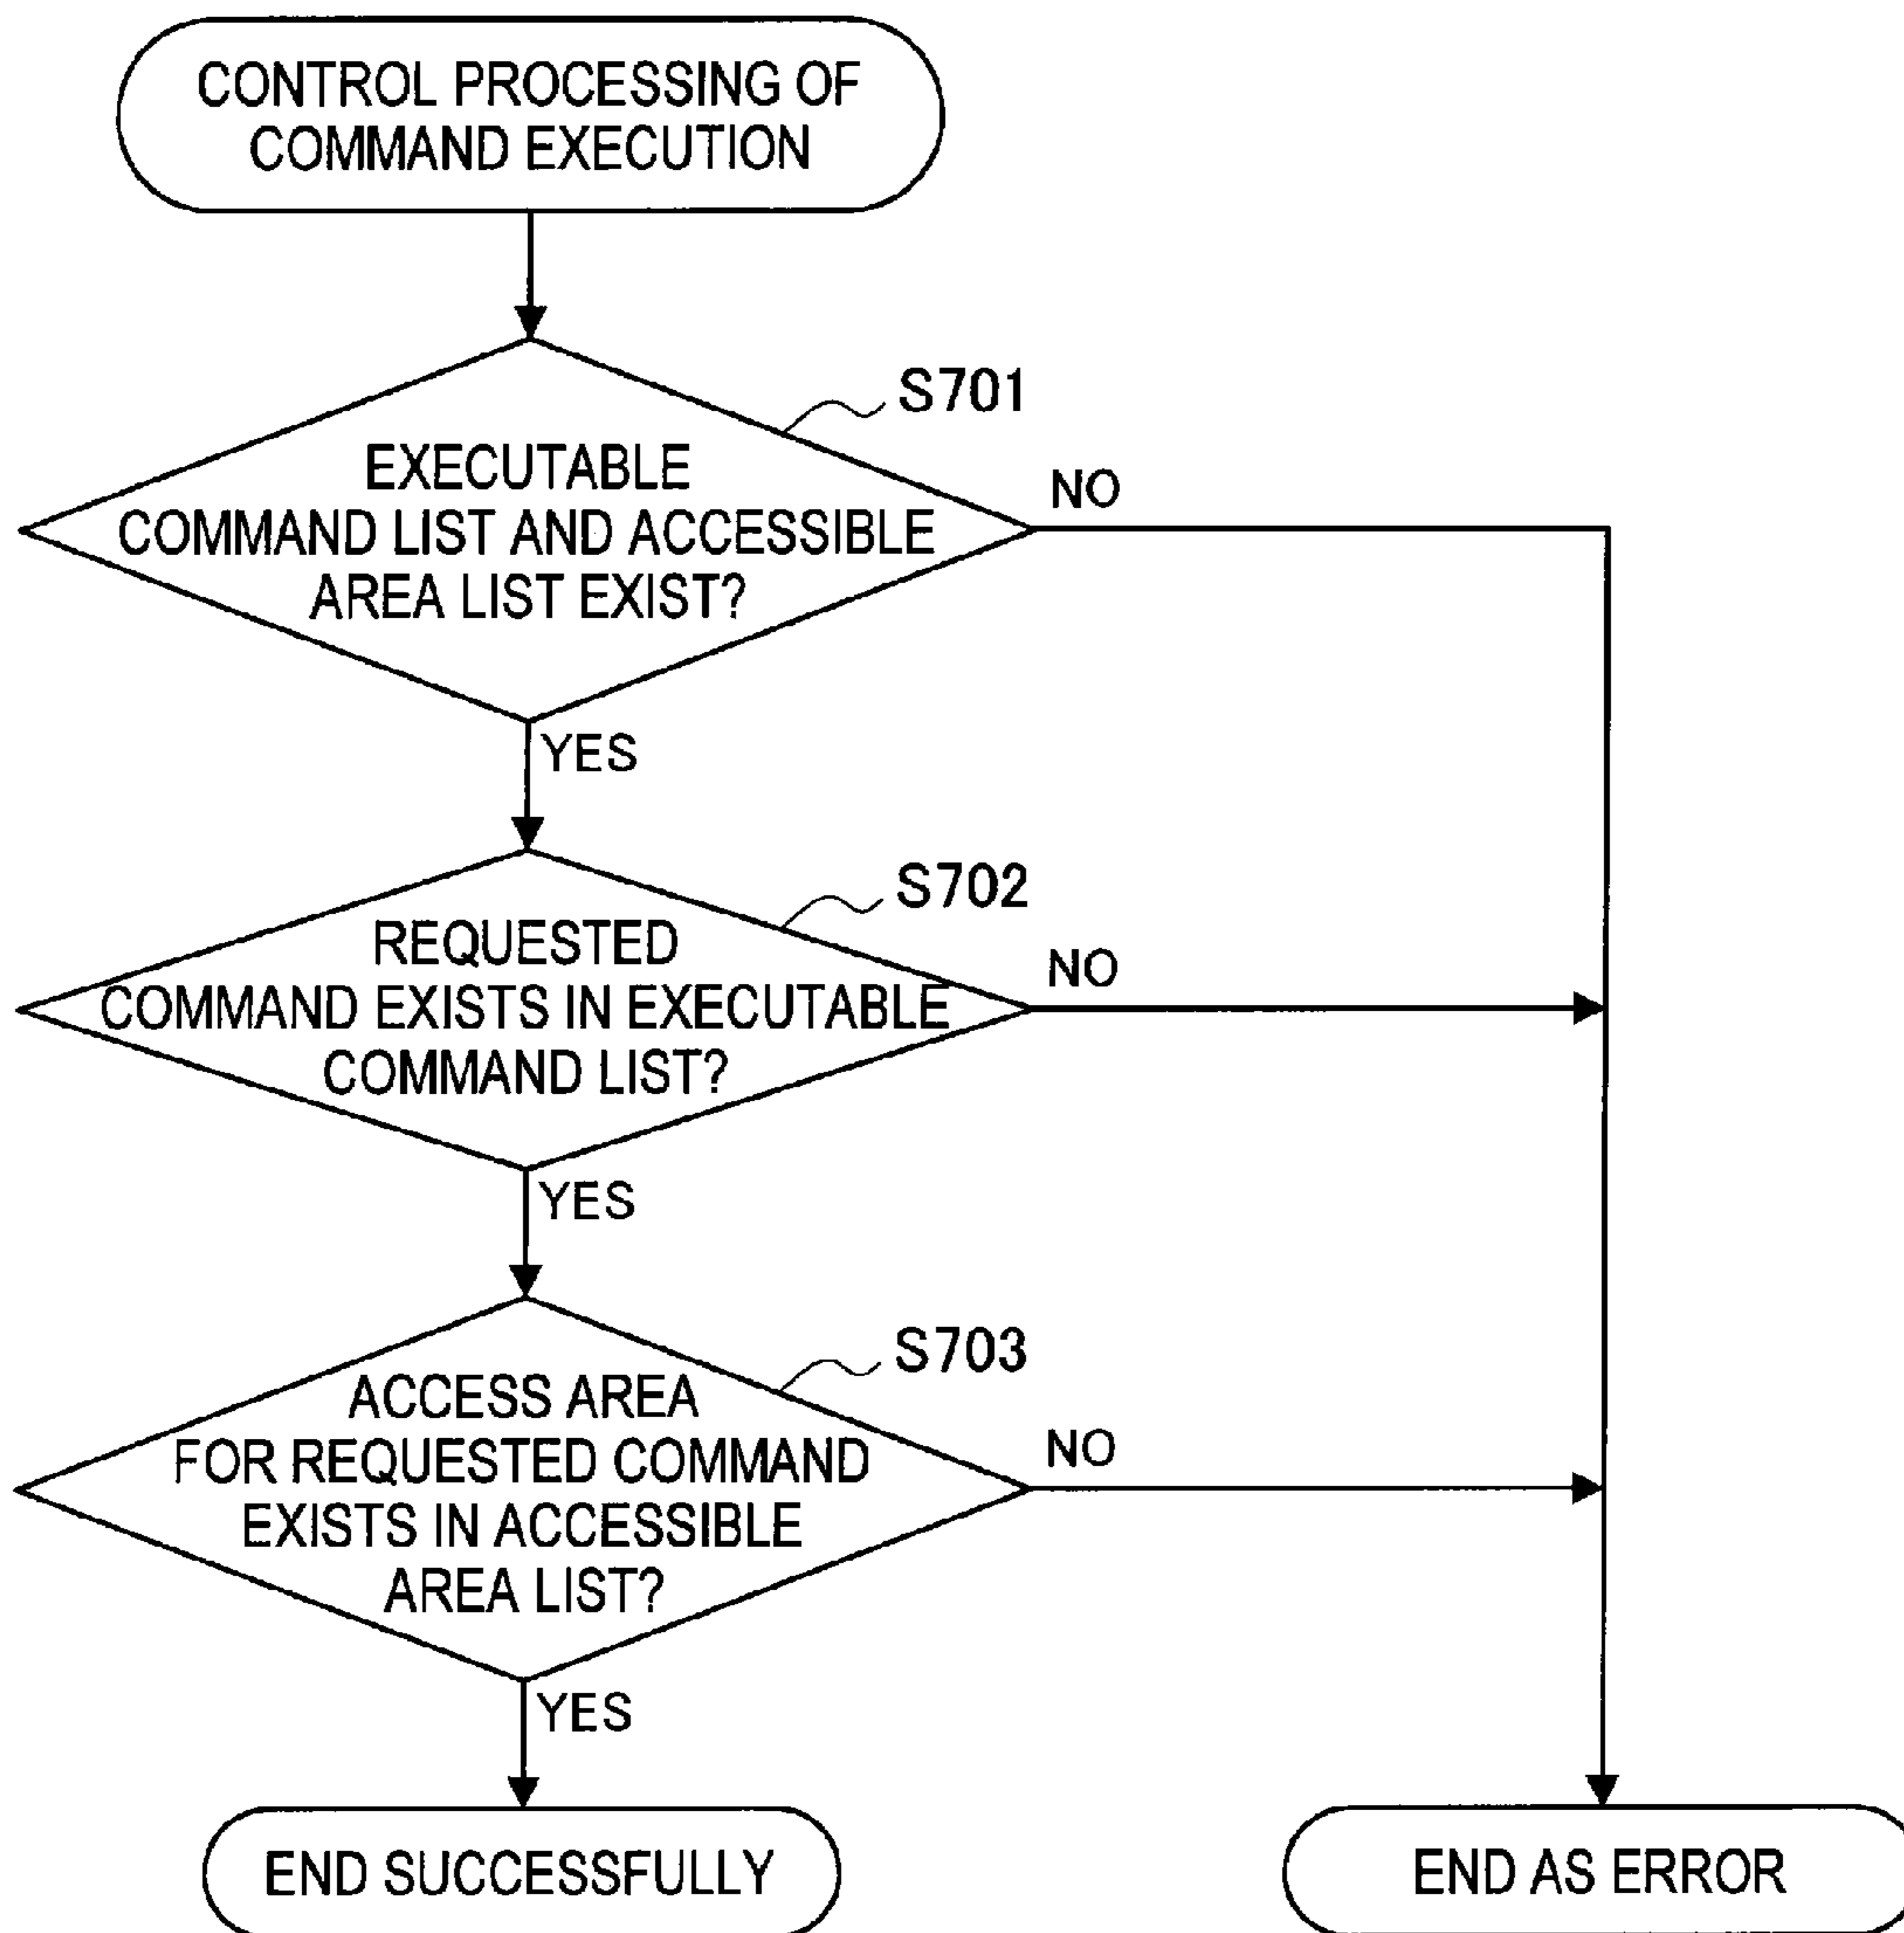 CONTROL PROCESSING OF
COMMAND EXECUTION
S701
EXECUTABLE
COMMAND LIST AND ACCESSIBLE
AREA LIST EXIST?
NO
YES
S702
REQUESTED
COMMAND EXISTS IN EXECUTABLE
COMMAND LIST?
NO
YES
S703
ACCESS AREA
FOR REQUESTED COMMAND
EXISTS IN ACCESSIBLE
AREA LIST?
NO
YES
END SUCCESSFULLY
END AS ERROR